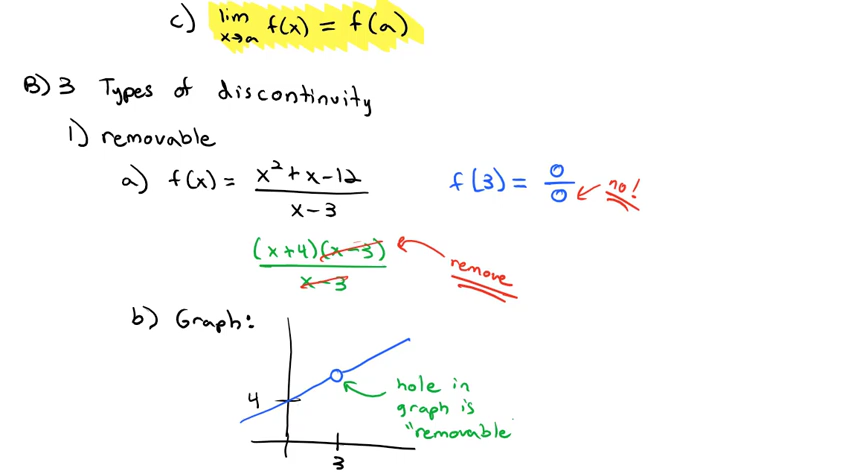 c) lim x→a f(x) = f(a)
B) 3 Types of discontinuity
1) removable
a) f(x) = x² + x - 12 / x - 3
f(3) = 0/0
no!
(x+4)(x-3) / x-3
remove
b) Graph:
4
hole in
graph is
"removable
3